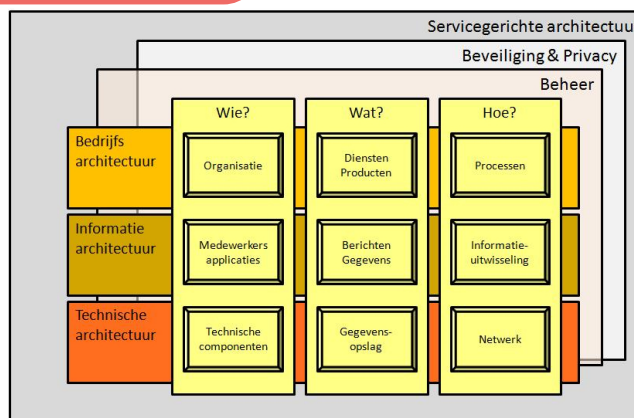 Servicegerichte architectuu
Beveiliging & Privacy
Beheer
Wie?
Wat?
Hoe?
Bedrijfs
architectuur
Organisatie
Diensten
Producten
Processen
Informatie
architectuur
Medewerkers
applicaties
Berichten
Gegevens
Informatie-
uitwisseling
Technische
architectuur
Technische
componenten
Gegevens-
opslag
Netwerk